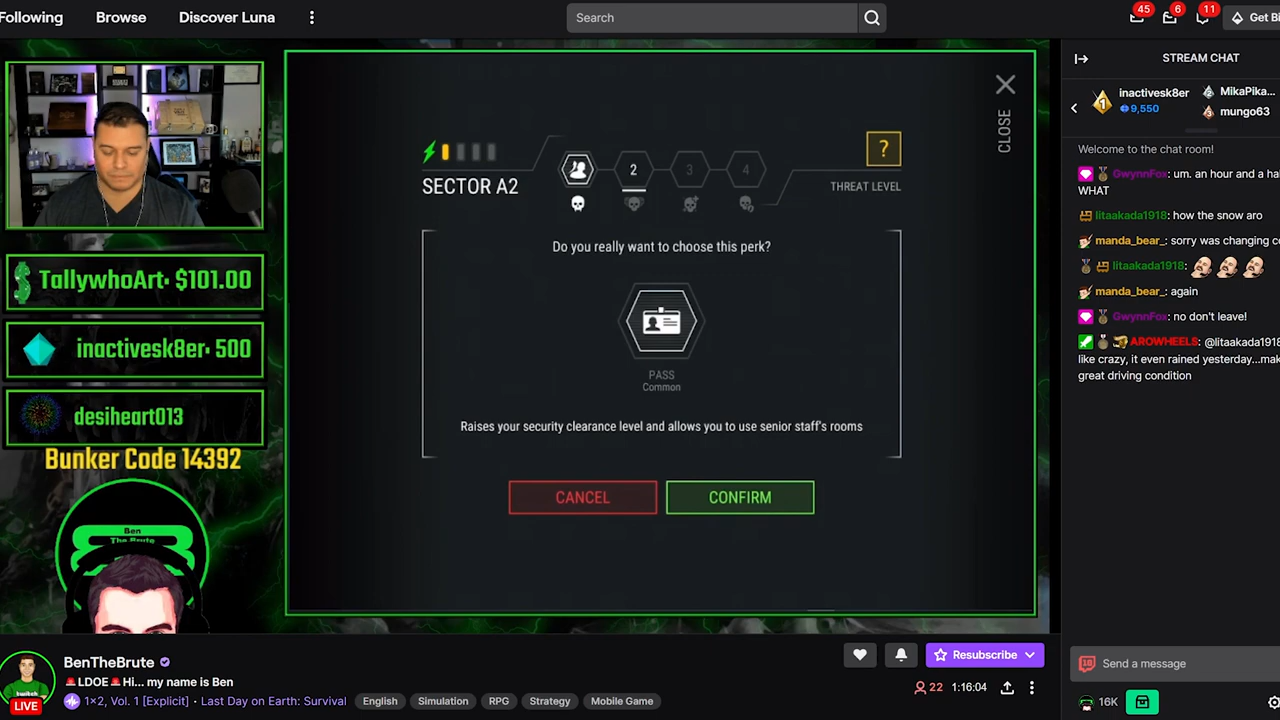 Following
Browse
Discover Luna
Search
45
6
11
Get Bi
SECTOR A2
2
3
4
?
THREAT LEVEL
CLOSE
Do you really want to choose this perk?
PASS
Common
Raises your security clearance level and allows you to use senior staff's rooms
CANCEL
CONFIRM
TallywhoArt: $101.00
inactivesk8er: 500
desiheart013
Bunker Code 14392
Ben
The Brute
STREAM CHAT
1
inactivesk8er
9,550
2
MikaPika...
3
mungo63
Welcome to the chat room!
GwynnFox: um. an hour and a ha
WHAT
litaakada1918: how the snow aro
manda_bear_: sorry was changing c
litaakada1918:
manda_bear_: again
GwynnFox: no don't leave!
AROWHEELS: @litaakada1918
like crazy, it even rained yesterday...mak
great driving condition
Send a message
16K
twitch
LIVE
BenTheBrute
LDOE Hi... my name is Ben
1×2, Vol. 1 [Explicit] • Last Day on Earth: Survival
English
Simulation
RPG
Strategy
Mobile Game
Resubscribe
22
1:16:04